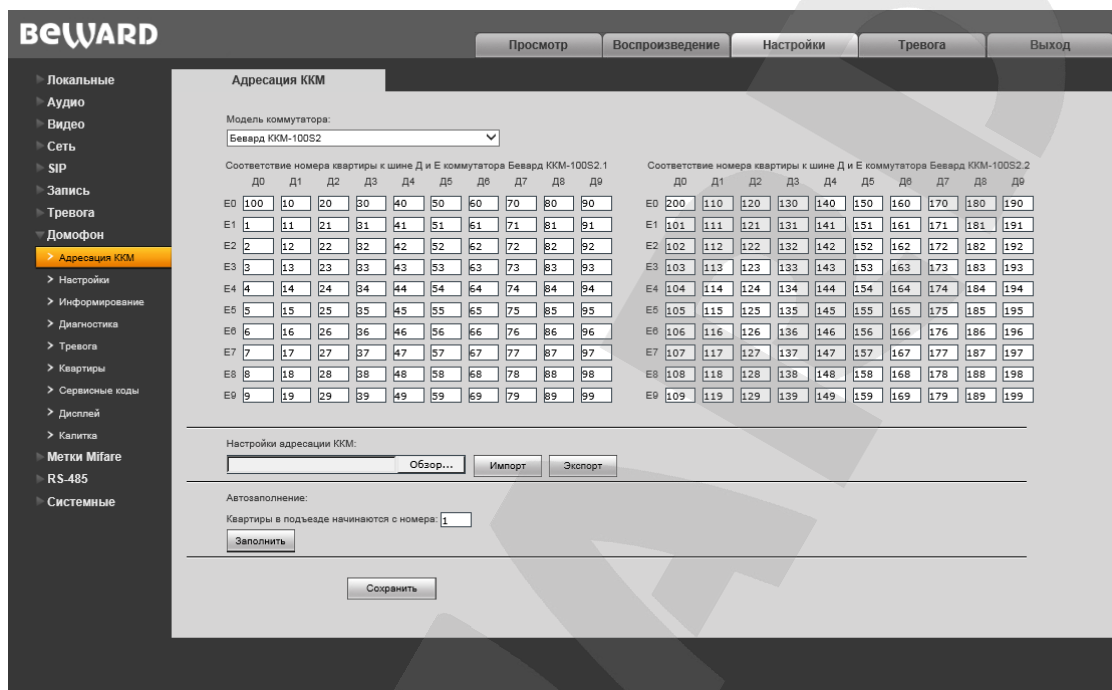 BEWARD
Просмотр Воспроизведение Настройки Тревога Выход
Локальные
Аудио
Видео
Сеть
SIP
Запись
Тревога
Домофон
Адресация ККМ
Настройки
Информирование
Диагностика
Тревога
Квартиры
Сервисные коды
Дисплей
Калитка
Метки Mifare
RS-485
Системные
Адресация ККМ
Модель коммутатора:
Бевард ККМ-100S2
Соответствие номера квартиры к шине Д и Е коммутатора Бевард ККМ-100S2.1
Д0 Д1 Д2 Д3 Д4 Д5 Д6 Д7 Д8 Д9
E0 100 10 20 30 40 50 60 70 80 90
E1 1 11 21 31 41 51 61 71 81 91
E2 2 12 22 32 42 52 62 72 82 92
E3 3 13 23 33 43 53 63 73 83 93
E4 4 14 24 34 44 54 64 74 84 94
E5 5 15 25 35 45 55 65 75 85 95
E6 6 16 26 36 46 56 66 76 86 96
E7 7 17 27 37 47 57 67 77 87 97
E8 8 18 28 38 48 58 68 78 88 98
E9 9 19 29 39 49 59 69 79 89 99
Соответствие номера квартиры к шине Д и Е коммутатора Бевард ККМ-100S2.2
Д0 Д1 Д2 Д3 Д4 Д5 Д6 Д7 Д8 Д9
E0 200 110 120 130 140 150 160 170 180 190
E1 101 111 121 131 141 151 161 171 181 191
E2 102 112 122 132 142 152 162 172 182 192
E3 103 113 123 133 143 153 163 173 183 193
E4 104 114 124 134 144 154 164 174 184 194
E5 105 115 125 135 145 155 165 175 185 195
E6 106 116 126 136 146 156 166 176 186 196
E7 107 117 127 137 147 157 167 177 187 197
E8 108 118 128 138 148 158 168 178 188 198
E9 109 119 129 139 149 159 169 179 189 199
Настройки адресации ККМ:
Обзор... Импорт Экспорт
Автозаполнение:
Квартиры в подъезде начинаются с номера: 1
Заполнить
Сохранить